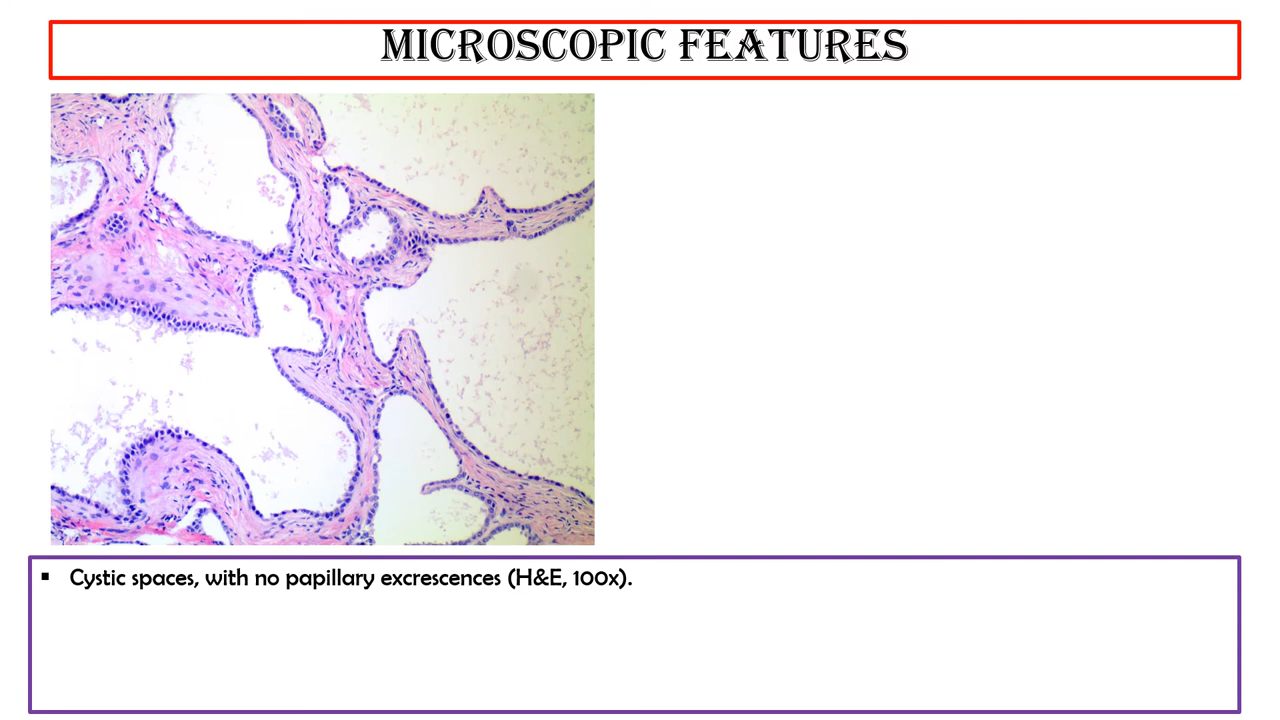 MICROSCOPIC FEATURES
▪ Cystic spaces, with no papillary excrescences (H&E, 100x).